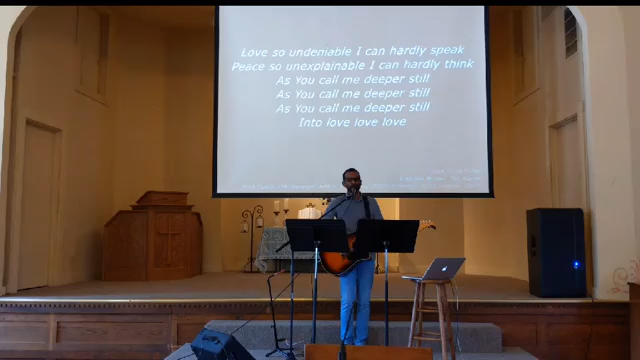 Love so undeniable I can hardly speak
Peace so unexplainable I can hardly think
As You call me deeper still
As You call me deeper still
As You call me deeper still
Into love love love